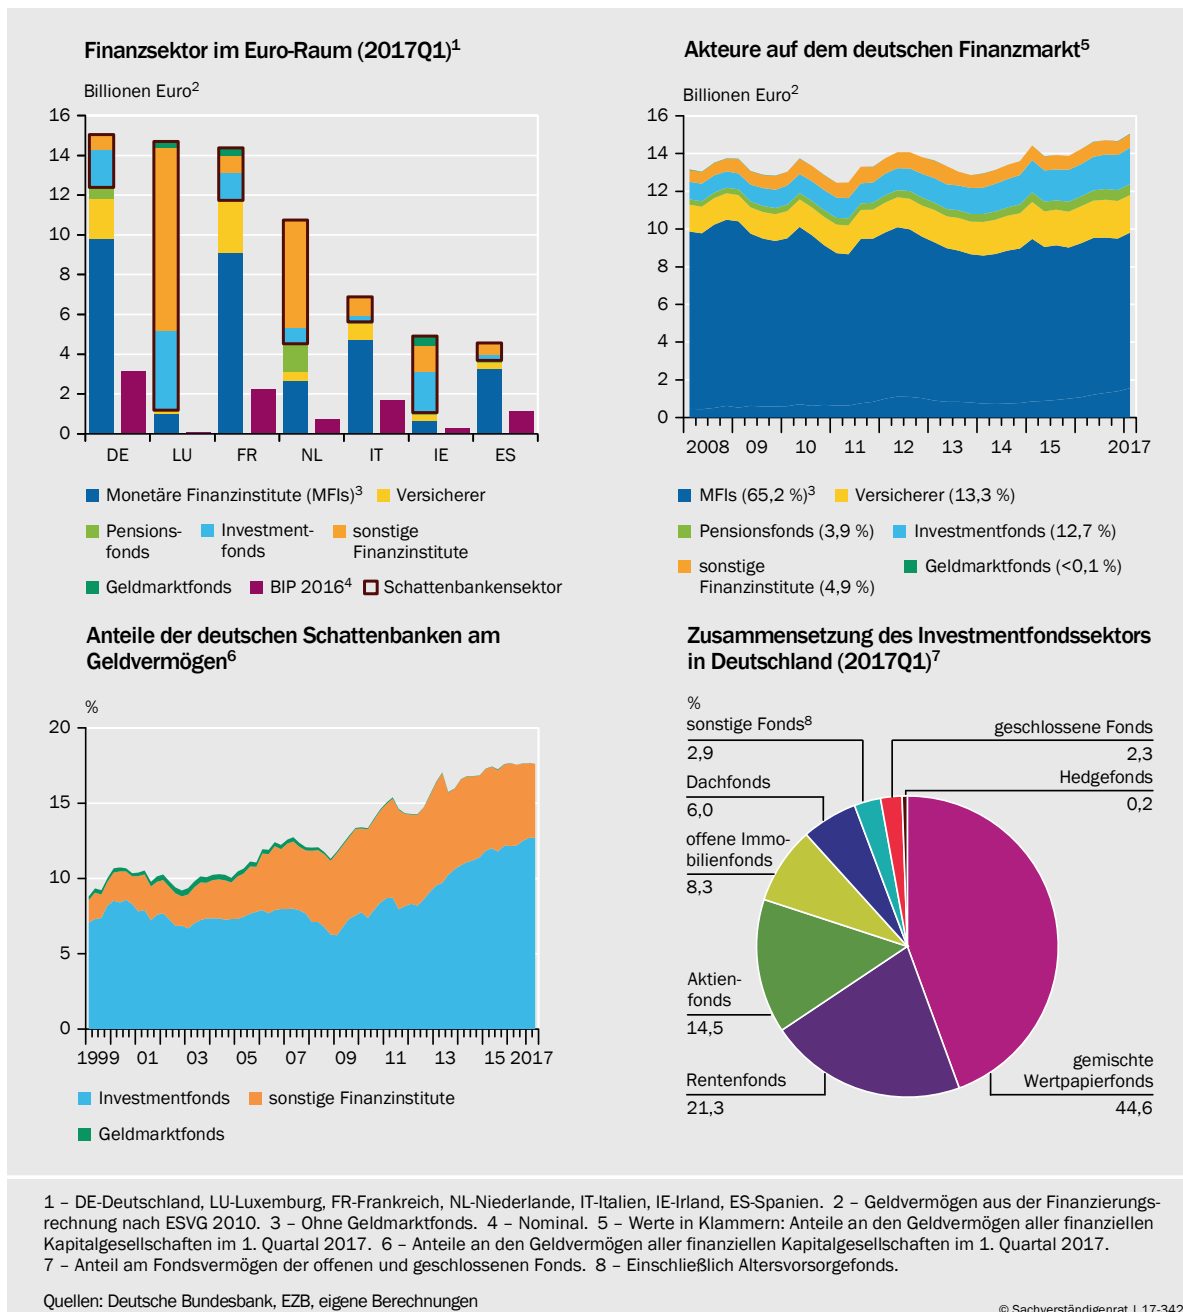 Finanzsektor im Euro-Raum (2017Q1)1
Billionen Euro2
16
14
12
10
8
6
4
2
0
DE LU FR NL IT IE ES
Monetäre Finanzinstitute (MFIs)3 Versicherer
Pensions-
fonds
Investment-
fonds
sonstige
Finanzinstitute
Geldmarktfonds BIP 20164 Schattenbankensektor
Akteure auf dem deutschen Finanzmarkt5
Billionen Euro2
16
14
12
10
8
6
4
2
0
2008 09 10 11 12 13 14 15 2017
MFIs (65,2 %)3 Versicherer (13,3 %)
Pensionsfonds (3,9 %) Investmentfonds (12,7 %)
sonstige
Finanzinstitute (4,9 %)
Geldmarktfonds (<0,1 %)
Anteile der deutschen Schattenbanken am
Geldvermögen6
%
20
15
10
5
0
1999 01 03 05 07 09 11 13 15 2017
Investmentfonds sonstige Finanzinstitute
Geldmarktfonds
Zusammensetzung des Investmentfondssektors
in Deutschland (2017Q1)7
%
sonstige Fonds8
2,9
geschlossene Fonds
2,3
Hedgefonds
0,2
Dachfonds
6,0
offene Immo-
bilienfonds
8,3
Aktien-
fonds
14,5
Rentenfonds
21,3
gemischte
Wertpapierfonds
44,6
1 – DE-Deutschland, LU-Luxemburg, FR-Frankreich, NL-Niederlande, IT-Italien, IE-Irland, ES-Spanien. 2 – Geldvermögen aus der Finanzierungs-
rechnung nach ESVG 2010. 3 – Ohne Geldmarktfonds. 4 – Nominal. 5 – Werte in Klammern: Anteile an den Geldvermögen aller finanziellen
Kapitalgesellschaften im 1. Quartal 2017. 6 – Anteile an den Geldvermögen aller finanziellen Kapitalgesellschaften im 1. Quartal 2017.
7 – Anteil am Fondsvermögen der offenen und geschlossenen Fonds. 8 – Einschließlich Altersvorsorgefonds.
Quellen: Deutsche Bundesbank, EZB, eigene Berechnungen
© Sachverständigenrat | 17-342